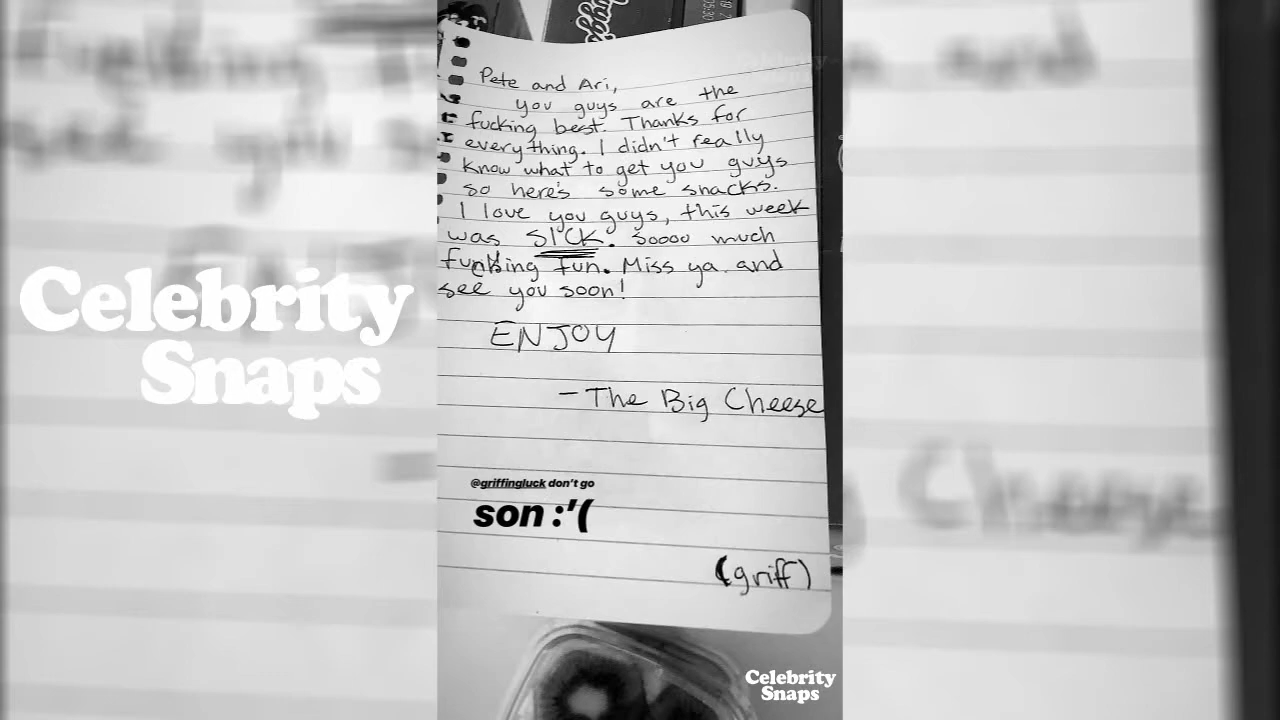 Pete and Ari,
you guys are the
fucking best. Thanks for
everything. I didn't really
know what to get you guys
so here's some snacks.
I love you guys, this week
was SICK. Soooo much
fucking fun. Miss ya and
see you soon!
ENJOY
- The Big Cheese
@griffingluck don't go
son :'(
(griff)
Celebrity
Snaps
Celebrity
Snaps